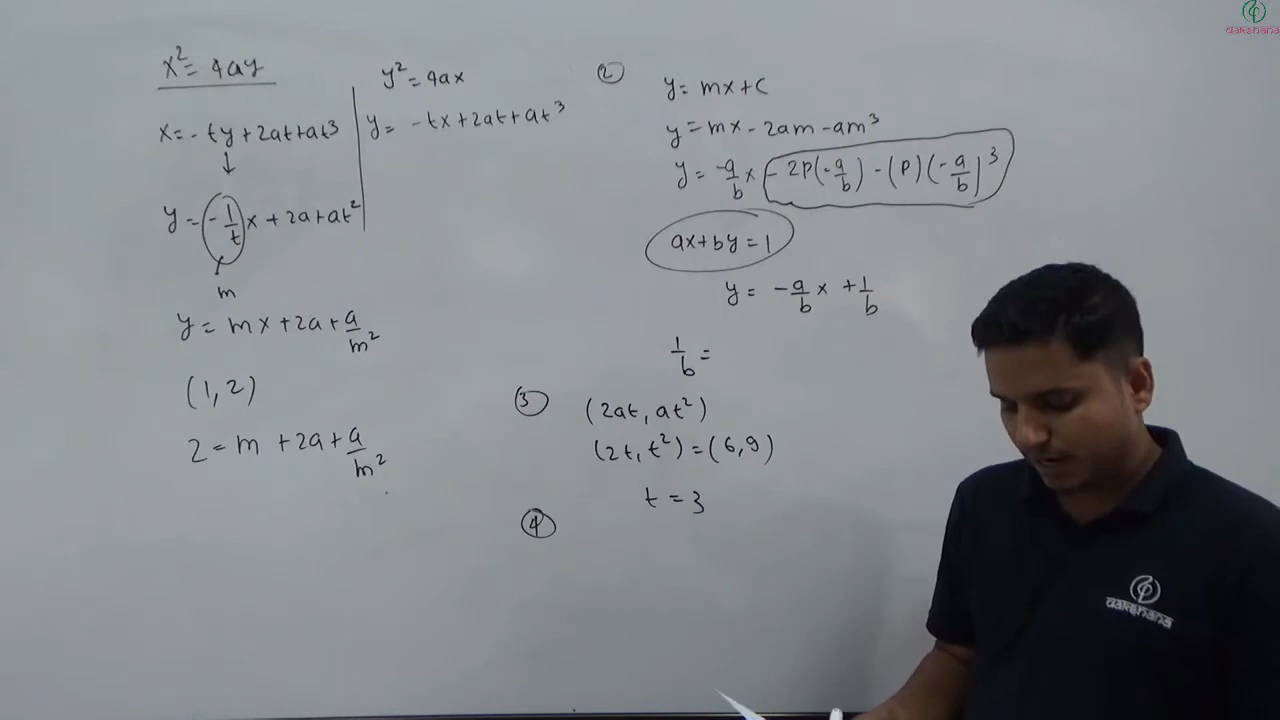 x² = 4ay
x = -ty + 2at + at³
↓
y = -1/t x + 2a + at²
m
y = mx + 2a + a/m²
(1, 2)
2 = m + 2a + a/m²
y² = 4ax
y = -tx + 2at + at³
②
y = mx + c
y = mx - 2am - am³
y = -a/b x - 2p(-a/b) - (p)(-a/b)³
ax + by = 1
y = -a/b x + 1/b
1/b =
③ (2at, at²)
(2t, t²) = (6, 9)
t = 3
④
dakshana
dakshana